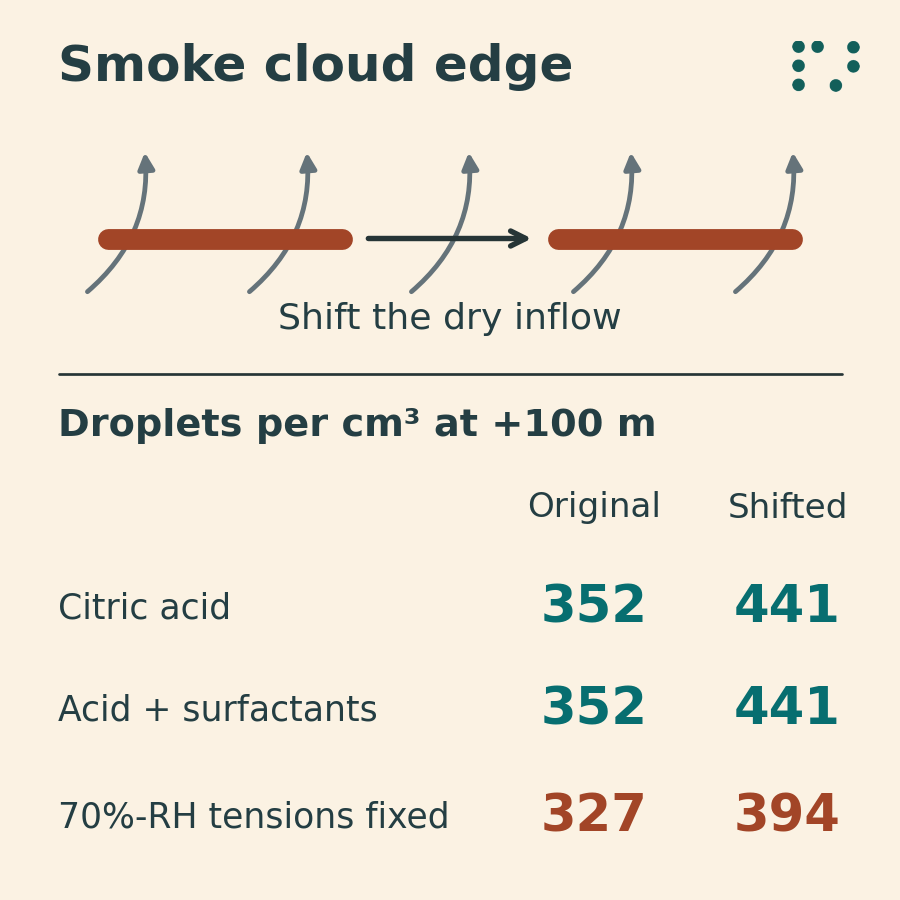 Smoke cloud edge
Shift the dry inflow
Droplets per cm³ at +100 m
Original Shifted
Citric acid 352 441
Acid + surfactants 352 441
70%-RH tensions fixed 327 394